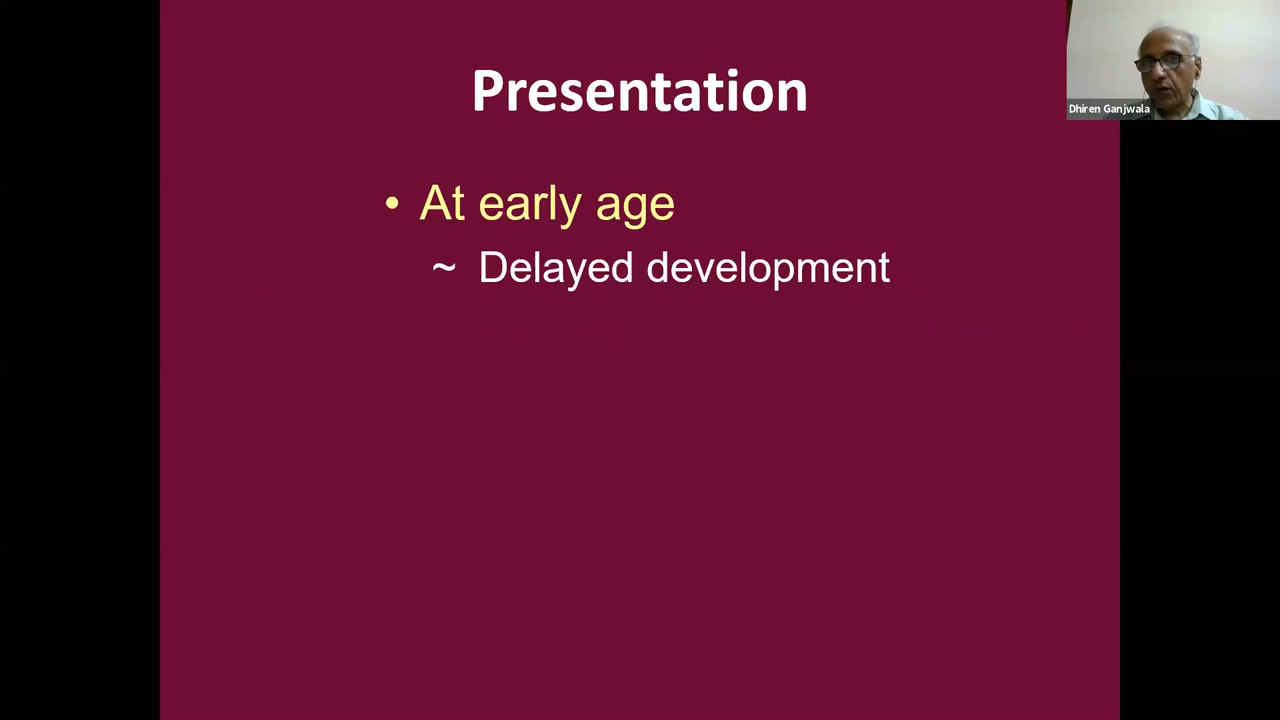 Presentation
Dhiren Ganjwala
• At early age
~ Delayed development